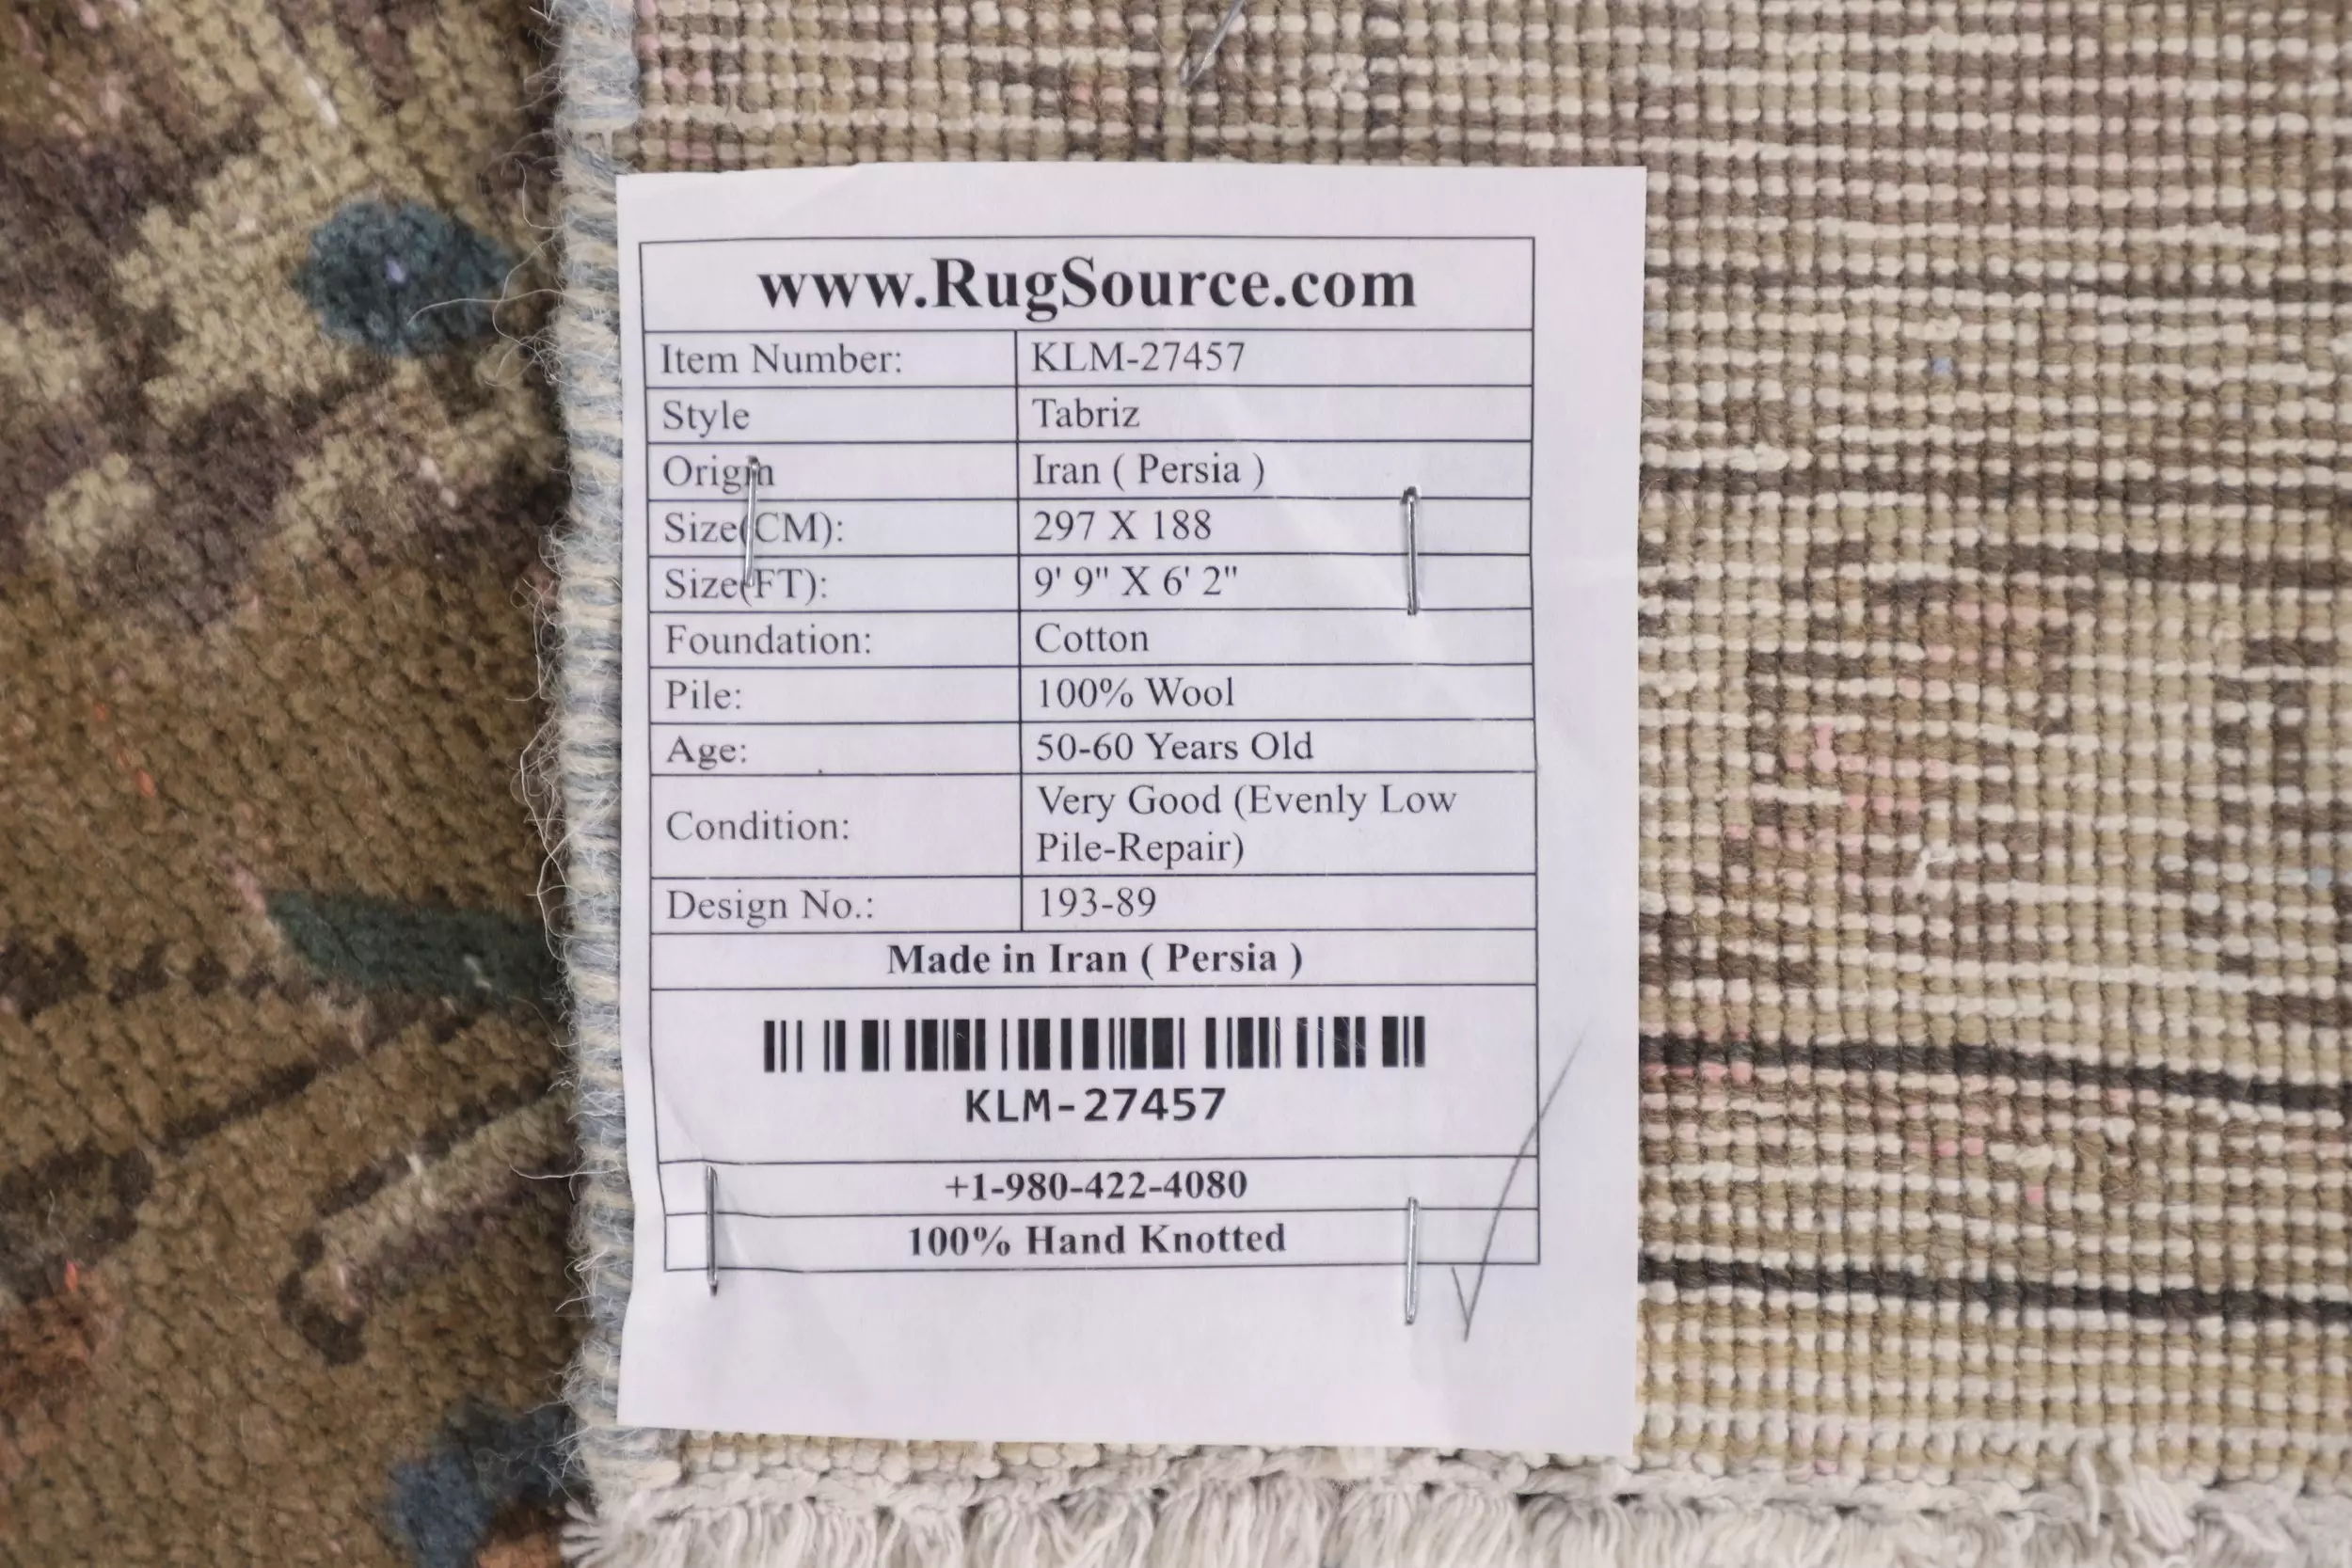 www.RugSource.com
Item Number: KLM-27457
Style Tabriz
Origin Iran ( Persia )
Size(CM): 297 X 188
Size(FT): 9' 9" X 6' 2"
Foundation: Cotton
Pile: 100% Wool
Age: 50-60 Years Old
Condition: Very Good (Evenly Low
Pile-Repair)
Design No.: 193-89
Made in Iran ( Persia )
KLM-27457
+1-980-422-4080
100% Hand Knotted